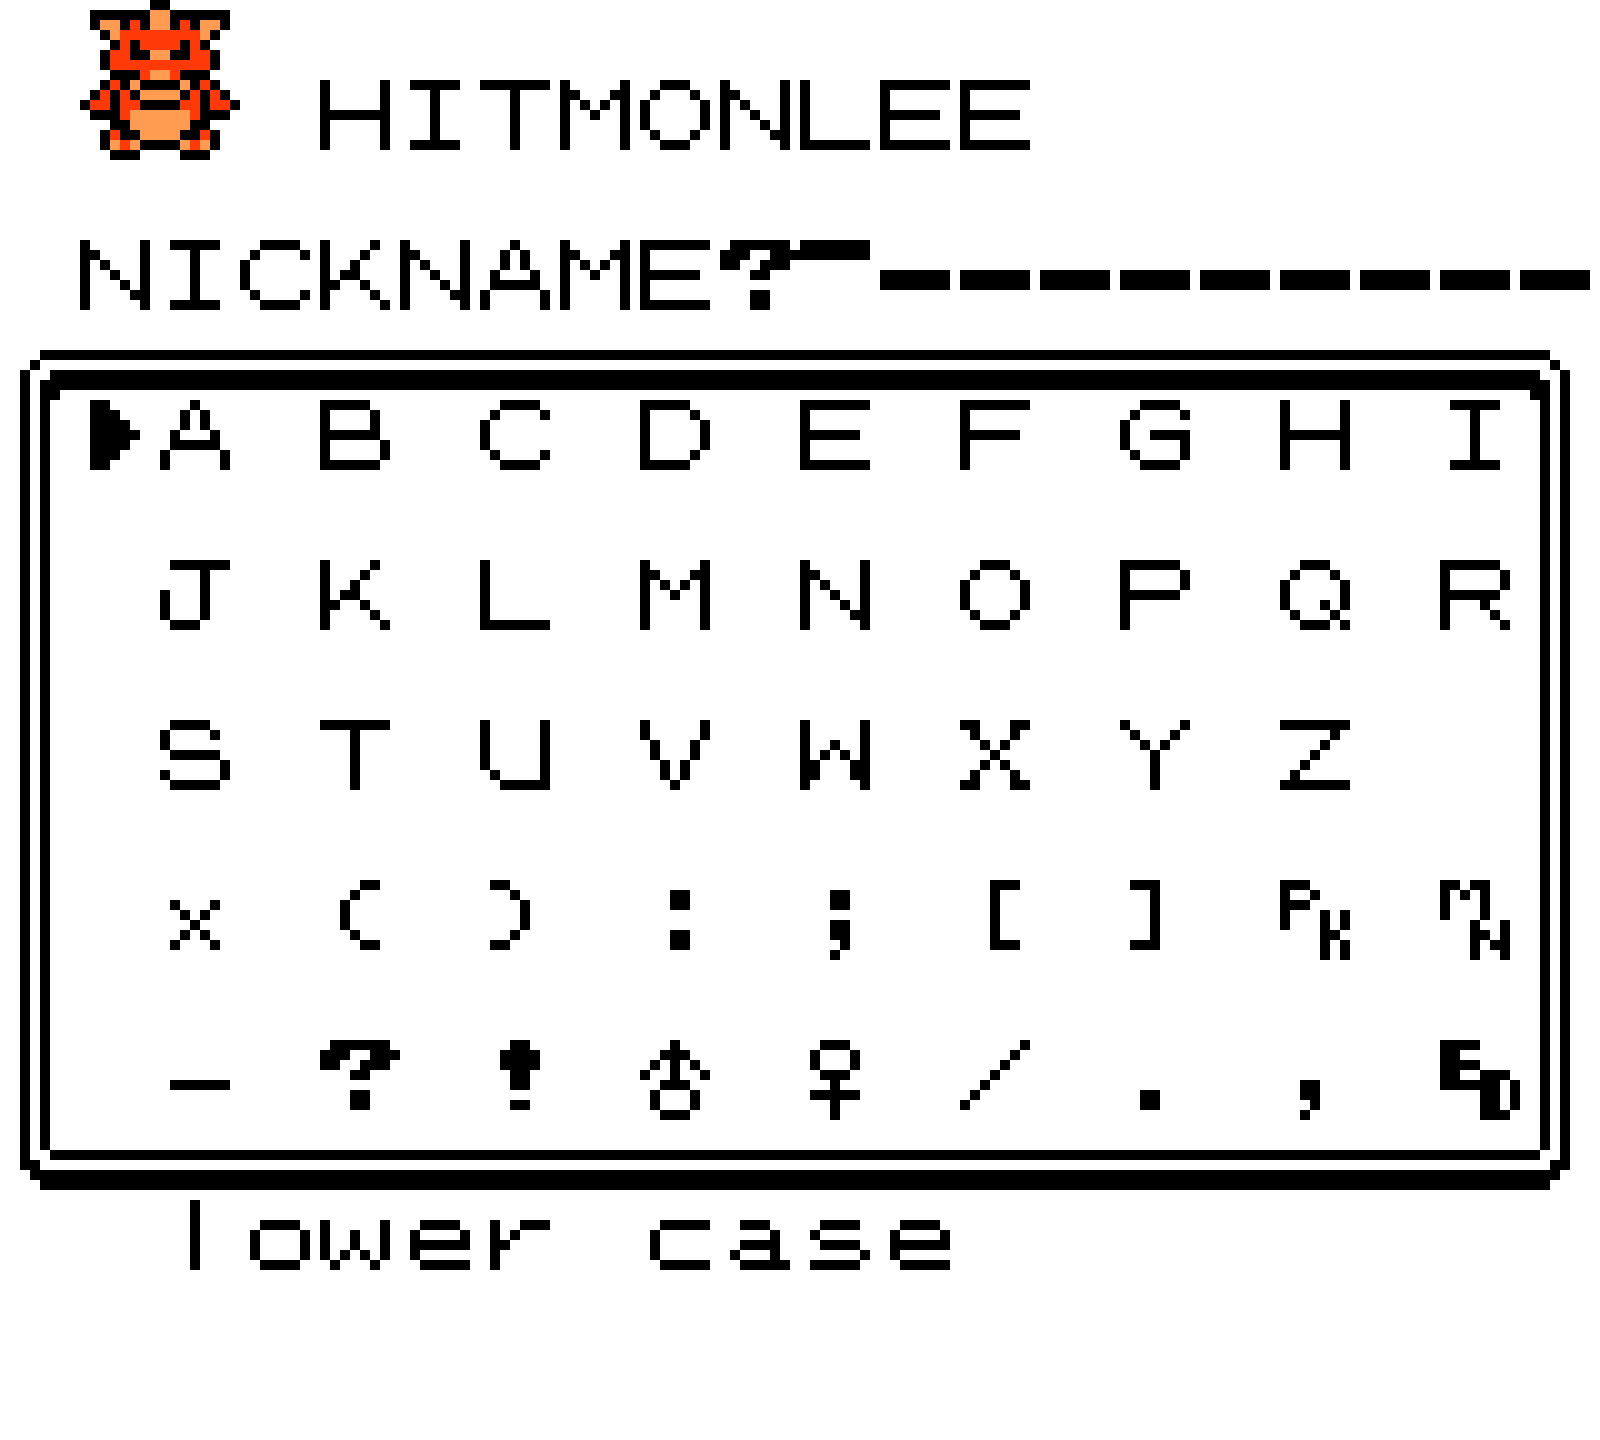 HITMONLEE
NICKNAME?
A B C D E F G H I
J K L M N O P Q R
S T U V W X Y Z
× ( ) : ; [ ] PK MN
- ? ! ♂ ♀ / . , ED
lower case